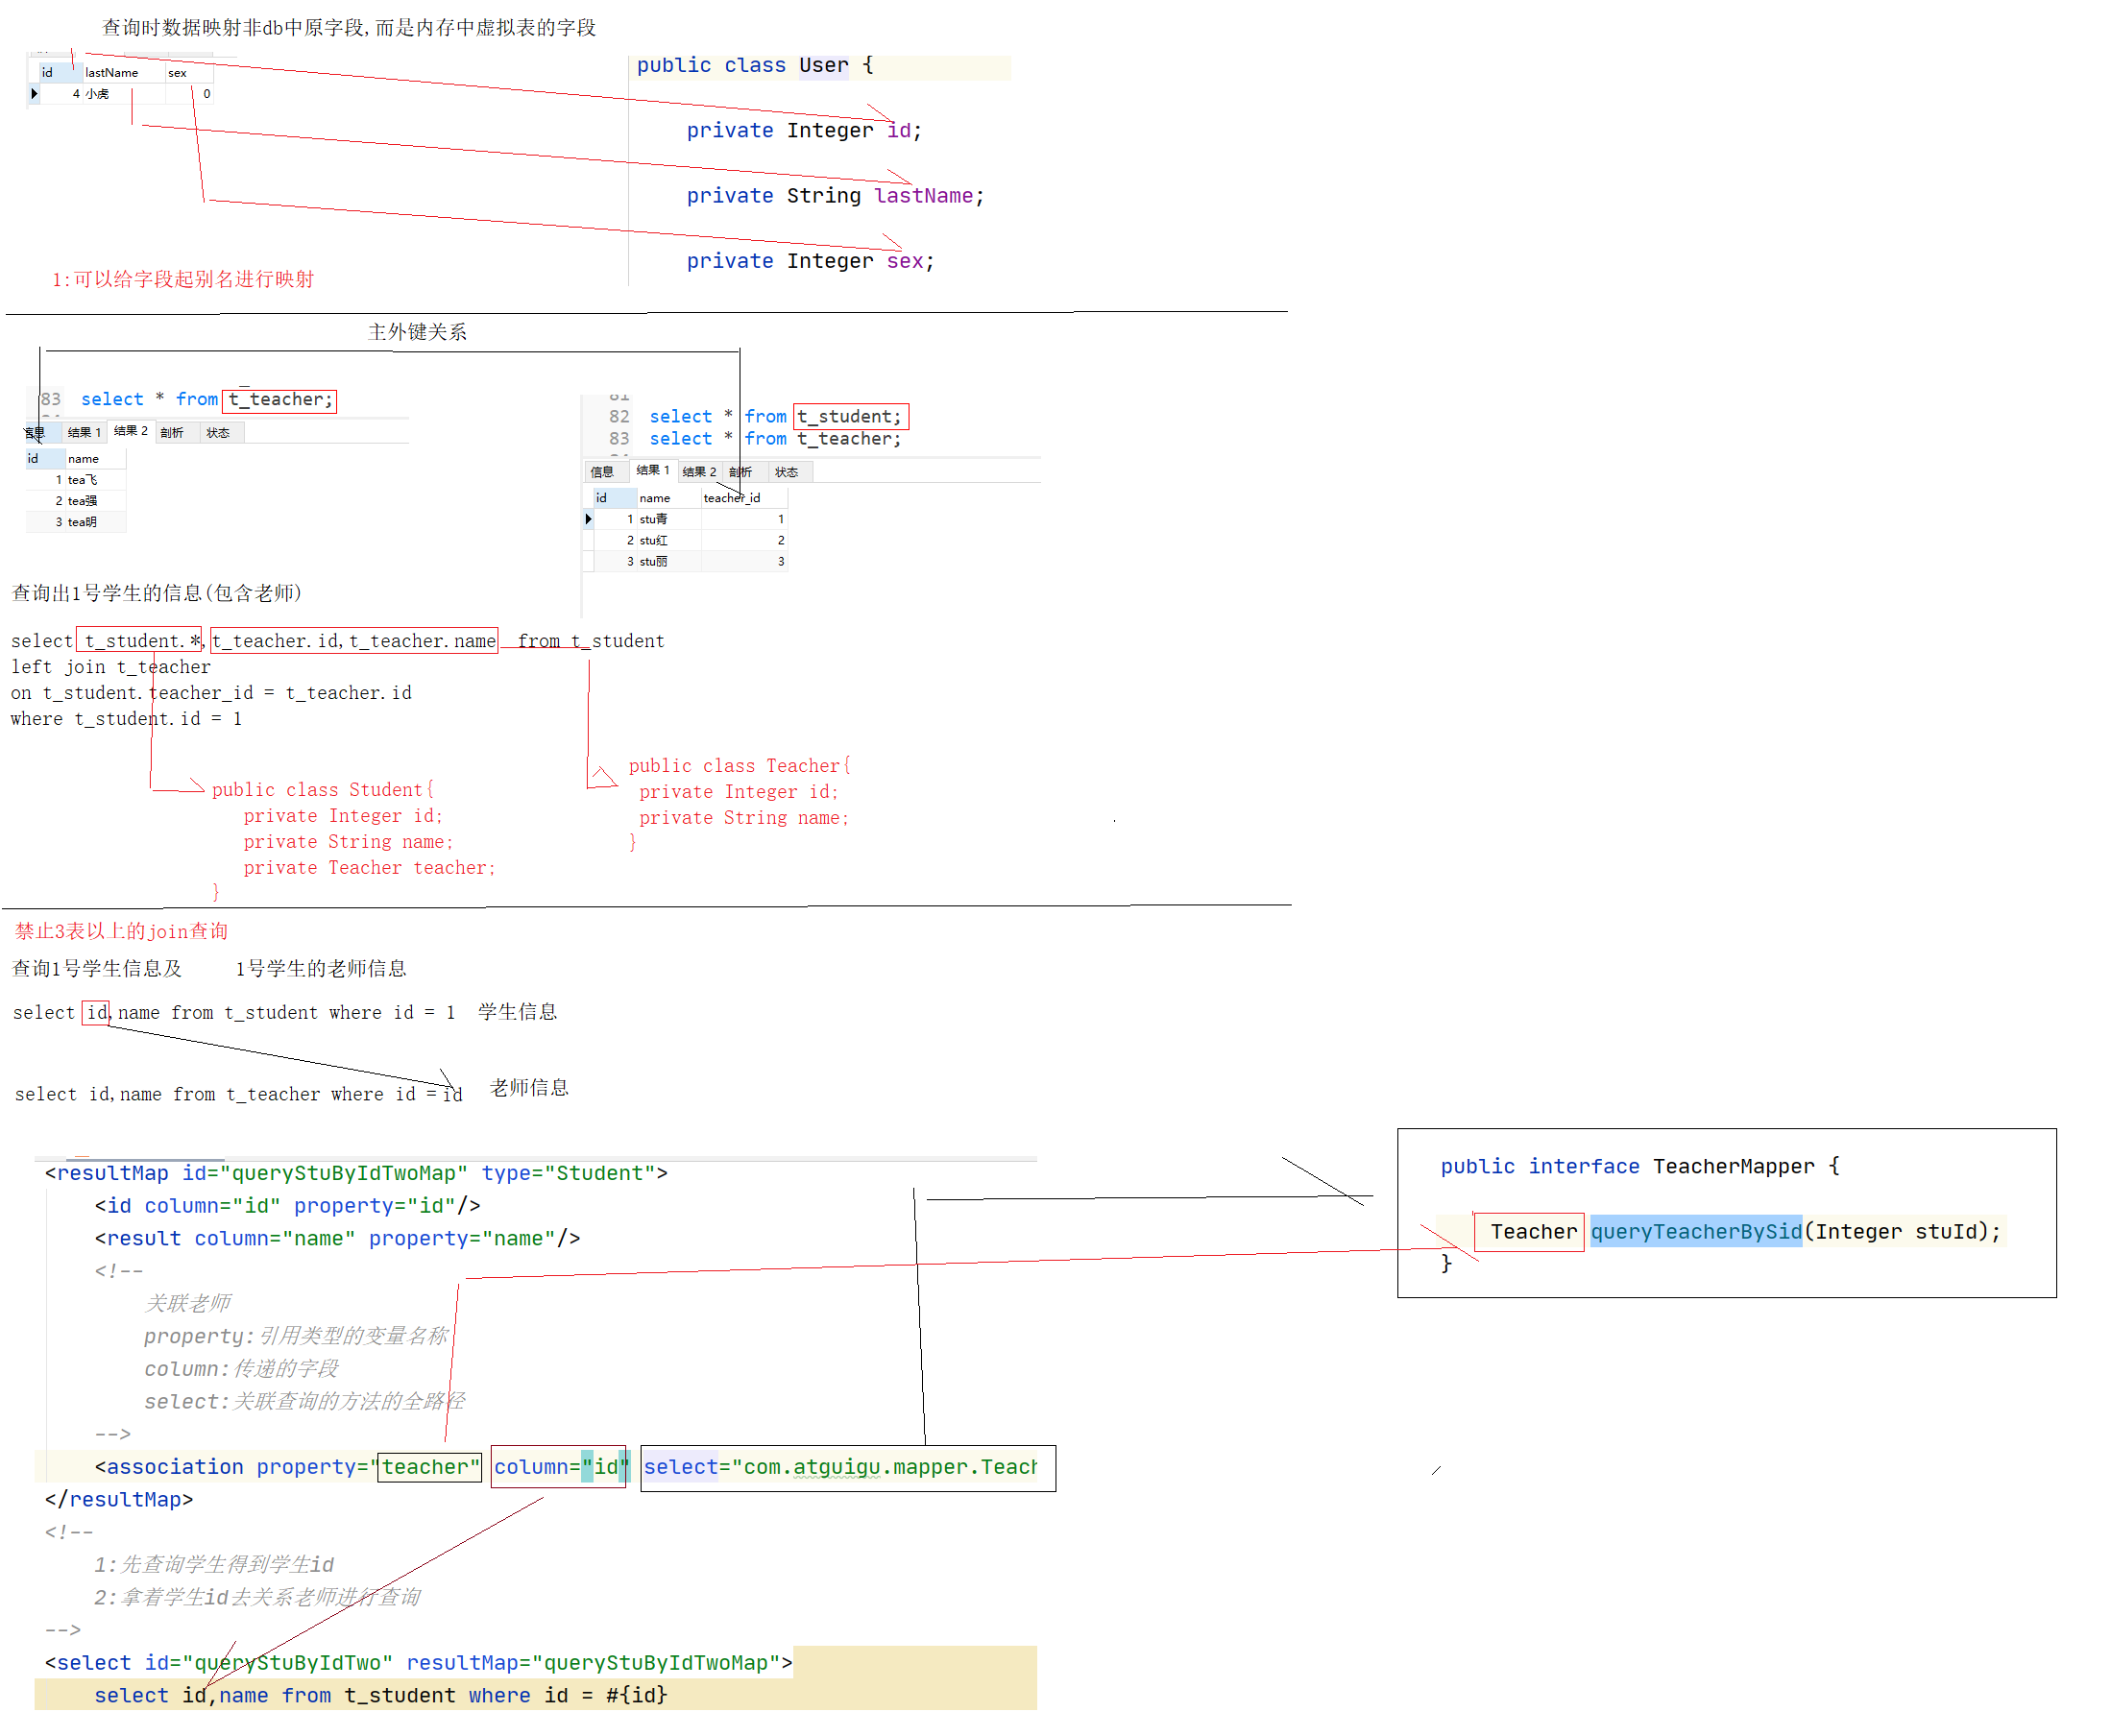 查询时数据映射非db中原字段,而是内存中虚拟表的字段
id lastName sex
4 小虎 0
public class User {
private Integer id;
private String lastName;
private Integer sex;
1:可以给字段起别名进行映射
主外键关系
83 select * from t_teacher;
信息 结果 1 结果 2 剖析 状态
id name
1 tea飞
2 tea强
3 tea明
81
82 select * from t_student;
83 select * from t_teacher;
信息 结果 1 结果 2 剖析 状态
id name teacher_id
1 stu青 1
2 stu红 2
3 stu丽 3
查询出1号学生的信息(包含老师)
select t_student.*,t_teacher.id,t_teacher.name from t_student
left join t_teacher
on t_student.teacher_id = t_teacher.id
where t_student.id = 1
public class Student{
private Integer id;
private String name;
private Teacher teacher;
}
public class Teacher{
private Integer id;
private String name;
}
禁止3表以上的join查询
查询1号学生信息及 1号学生的老师信息
select id,name from t_student where id = 1 学生信息
select id,name from t_teacher where id = id 老师信息
<resultMap id="queryStuByIdTwoMap" type="Student">
<id column="id" property="id"/>
<result column="name" property="name"/>
<!--
关联老师
property:引用类型的变量名称
column:传递的字段
select:关联查询的方法的全路径
-->
<association property="teacher" column="id" select="com.atguigu.mapper.Teach
</resultMap>
<!--
1:先查询学生得到学生id
2:拿着学生id去关系老师进行查询
-->
<select id="queryStuByIdTwo" resultMap="queryStuByIdTwoMap">
select id,name from t_student where id = #{id}
public interface TeacherMapper {
Teacher queryTeacherBySid(Integer stuId);
}